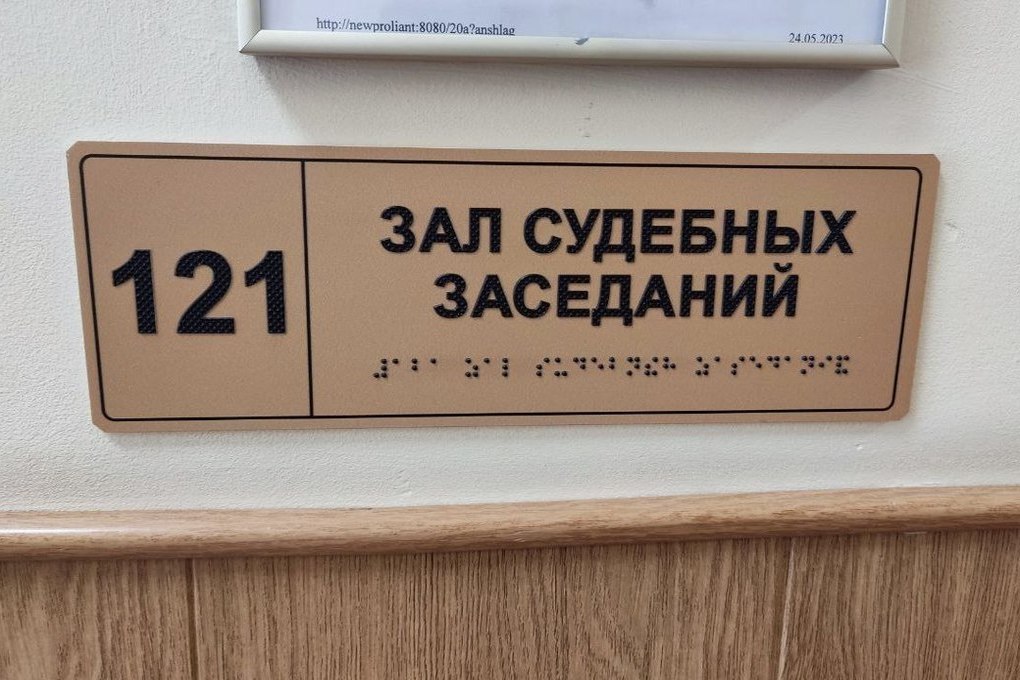 http://newproliant:8080/20a?anshlag
24.05.2023
121
ЗАЛ СУДЕБНЫХ
ЗАСЕДАНИЙ
⠼⠁⠃⠁ ⠵⠁⠇ ⠎⠥⠙⠑⠃⠝⠮⠓ ⠵⠁⠎⠑⠙⠁⠝⠊⠯